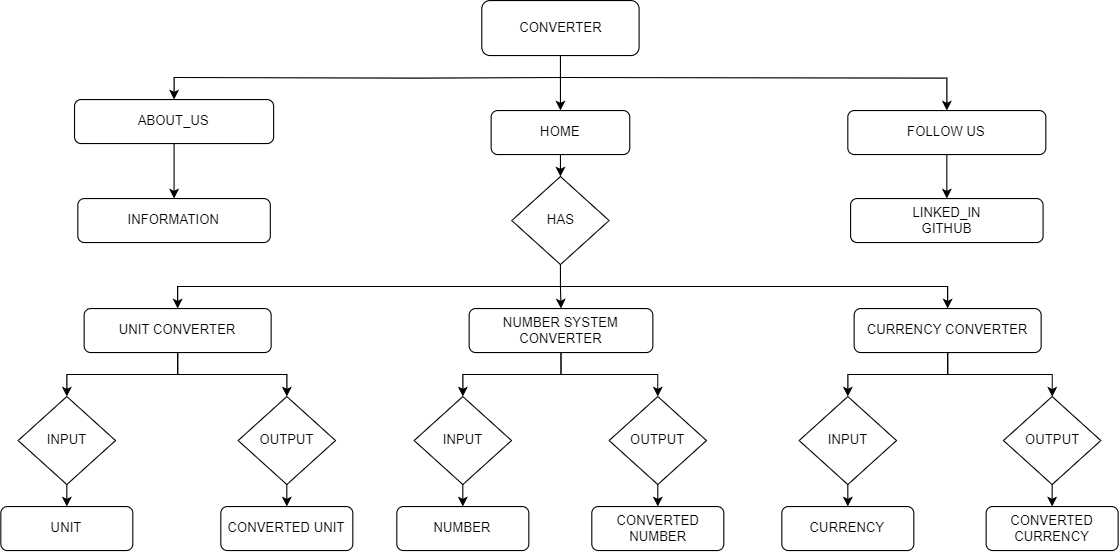 CONVERTER
ABOUT_US
HOME
FOLLOW US
INFORMATION
HAS
LINKED_IN
GITHUB
UNIT CONVERTER
NUMBER SYSTEM
CONVERTER
CURRENCY CONVERTER
INPUT
OUTPUT
INPUT
OUTPUT
INPUT
OUTPUT
UNIT
CONVERTED UNIT
NUMBER
CONVERTED
NUMBER
CURRENCY
CONVERTED
CURRENCY